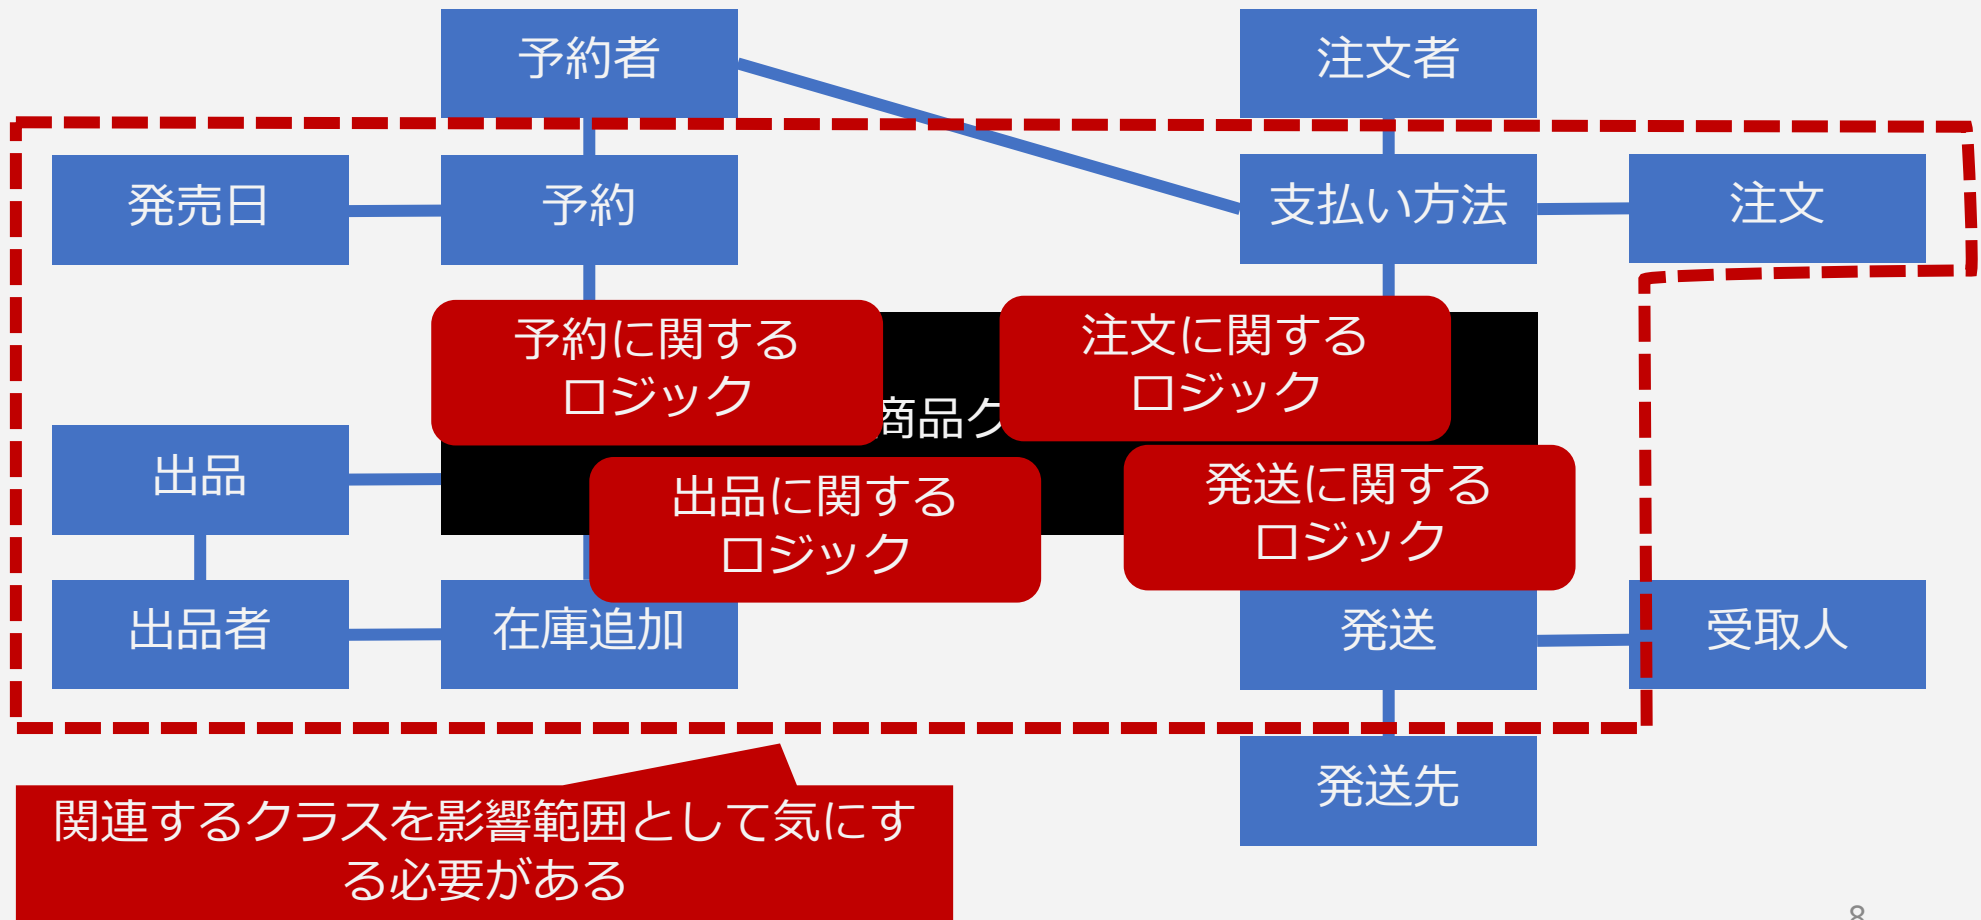 予約者
注文者
発売日
予約
支払い方法
注文
予約に関する
ロジック
注文に関する
ロジック
商品ク
出品
出品に関する
ロジック
発送に関する
ロジック
出品者
在庫追加
発送
受取人
発送先
関連するクラスを影響範囲として気にす
る必要がある
8